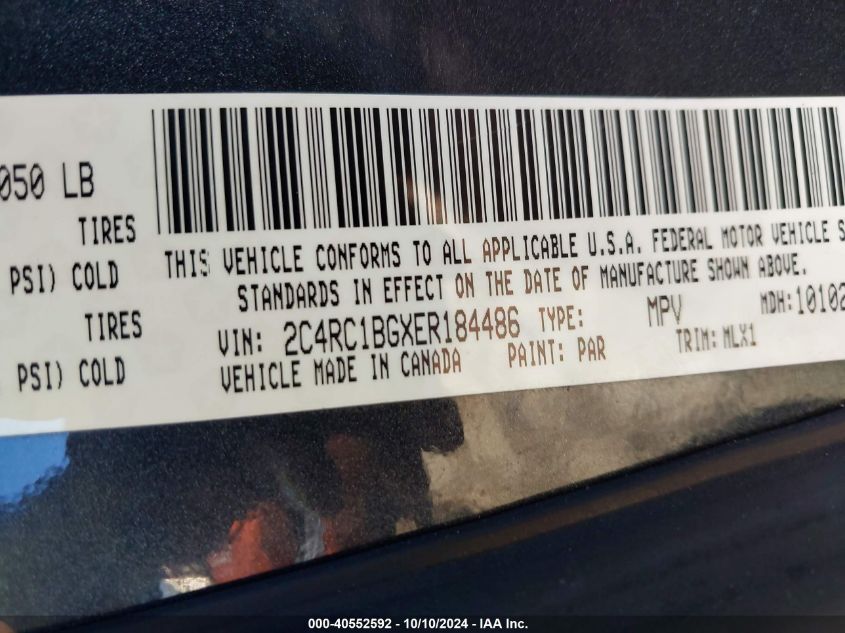 050 LB
TIRES
PSI) COLD
TIRES
PSI) COLD
THIS VEHICLE CONFORMS TO ALL APPLICABLE U.S.A. FEDERAL MOTOR VEHICLE S
STANDARDS IN EFFECT ON THE DATE OF MANUFACTURE SHOWN ABOVE.
VIN: 2C4RC1BGXER184486 TYPE: MPV MDH:10102
VEHICLE MADE IN CANADA PAINT: PAR TRIM: MLX1
000-40552592 - 10/10/2024 - IAA Inc.